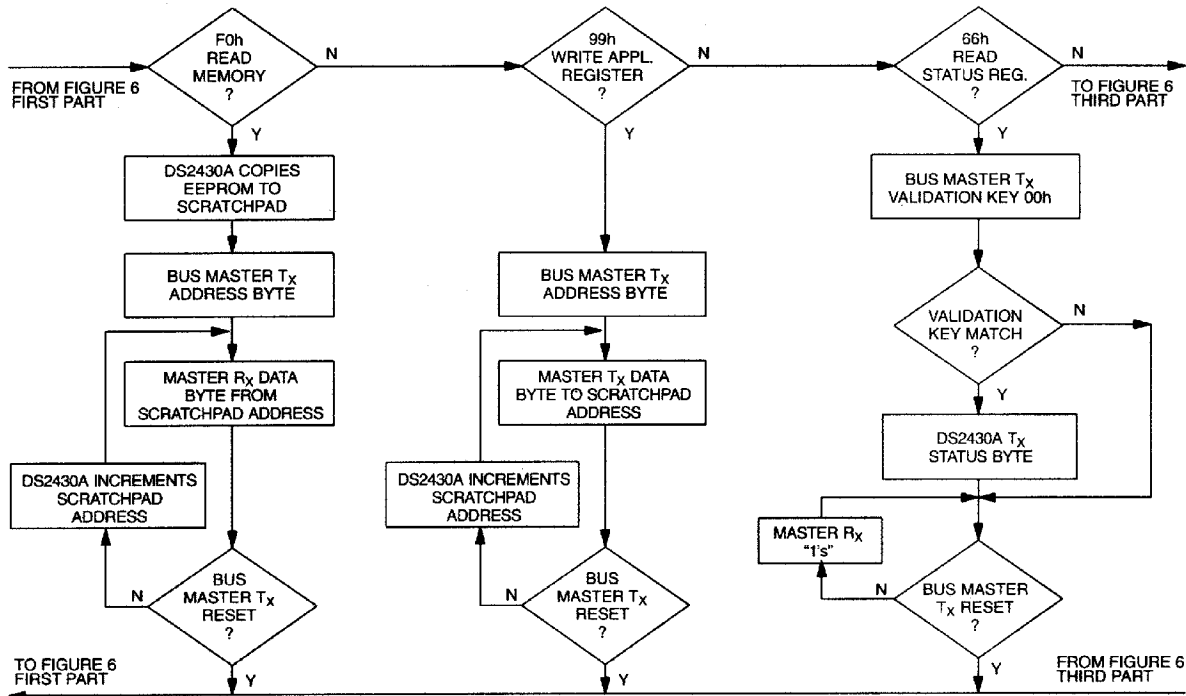 F0h
READ
MEMORY
?
N
Y
FROM FIGURE 6
FIRST PART
99h
WRITE APPL.
REGISTER
?
N
Y
66h
READ
STATUS REG.
?
N
Y
TO FIGURE 6
THIRD PART
DS2430A COPIES
EEPROM TO
SCRATCHPAD
BUS MASTER TX
ADDRESS BYTE
MASTER RX DATA
BYTE FROM
SCRATCHPAD ADDRESS
DS2430A INCREMENTS
SCRATCHPAD
ADDRESS
N
BUS
MASTER TX
RESET
?
Y
BUS MASTER TX
ADDRESS BYTE
MASTER TX DATA
BYTE TO SCRATCHPAD
ADDRESS
DS2430A INCREMENTS
SCRATCHPAD
ADDRESS
N
BUS
MASTER TX
RESET
?
Y
BUS MASTER TX
VALIDATION KEY 00h
VALIDATION
KEY MATCH
?
N
Y
DS2430A TX
STATUS BYTE
MASTER RX
"1's"
N
BUS MASTER
TX RESET
?
Y
TO FIGURE 6
FIRST PART
FROM FIGURE 6
THIRD PART